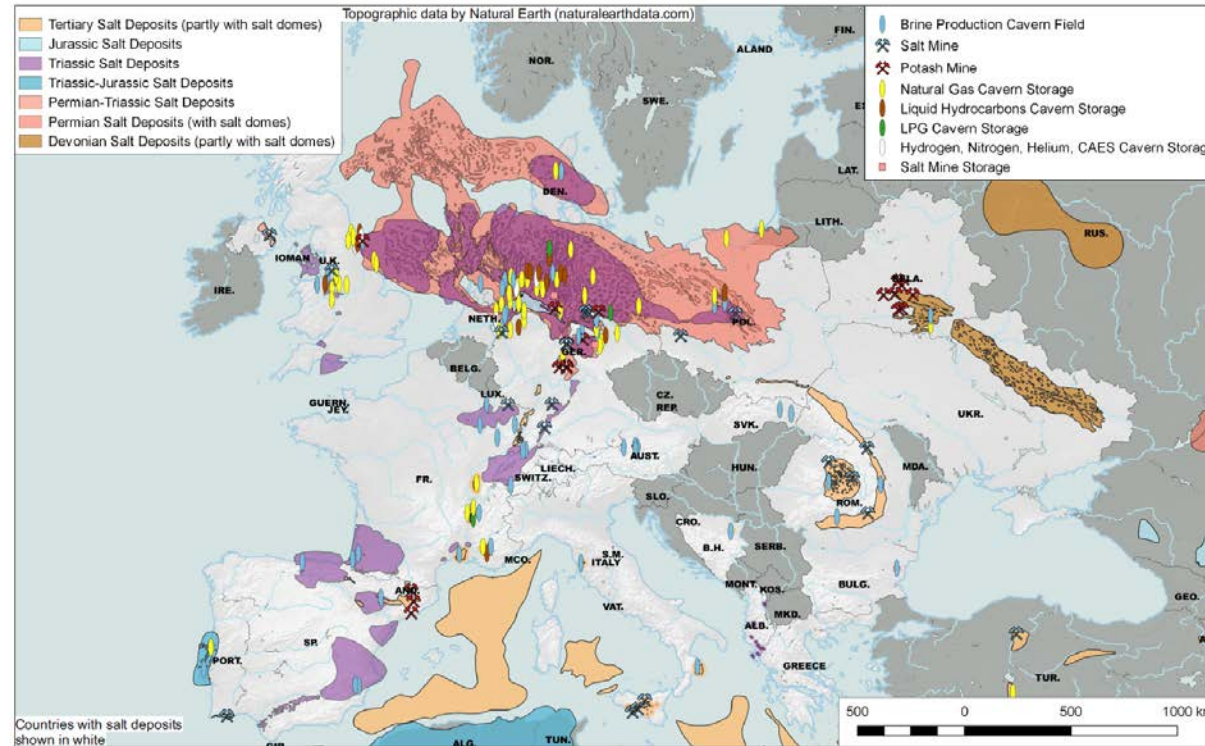 Topographic data by Natural Earth (naturalearthdata.com)
Tertiary Salt Deposits (partly with salt domes)
Jurassic Salt Deposits
Triassic Salt Deposits
Triassic-Jurassic Salt Deposits
Permian-Triassic Salt Deposits
Permian Salt Deposits (with salt domes)
Devonian Salt Deposits (partly with salt domes)
Brine Production Cavern Field
Salt Mine
Potash Mine
Natural Gas Cavern Storage
Liquid Hydrocarbons Cavern Storage
LPG Cavern Storage
Hydrogen, Nitrogen, Helium, CAES Cavern Storag
Salt Mine Storage
FIN.
NOR.
ALAND
SWE.
LAT.
DEN.
LITH.
RUS.
IOMAN
U.K.
IRE.
NETH.
POL.
GER.
BELG.
LUX.
GUERN.
JEY.
CZ.
REP.
UKR.
SVK.
AUST.
LIECH.
SWITZ.
HUN.
MDA.
FR.
SLO.
ROM.
CRO.
B.H.
SERB.
S.M.
ITALY
MCO.
MONT.
KOS.
BULG.
AND.
VAT.
MKD.
ALB.
GEO.
SP.
PORT.
GREECE
TUR.
Countries with salt deposits
shown in white
ALG.
TUN.
500 0 500 1000 km